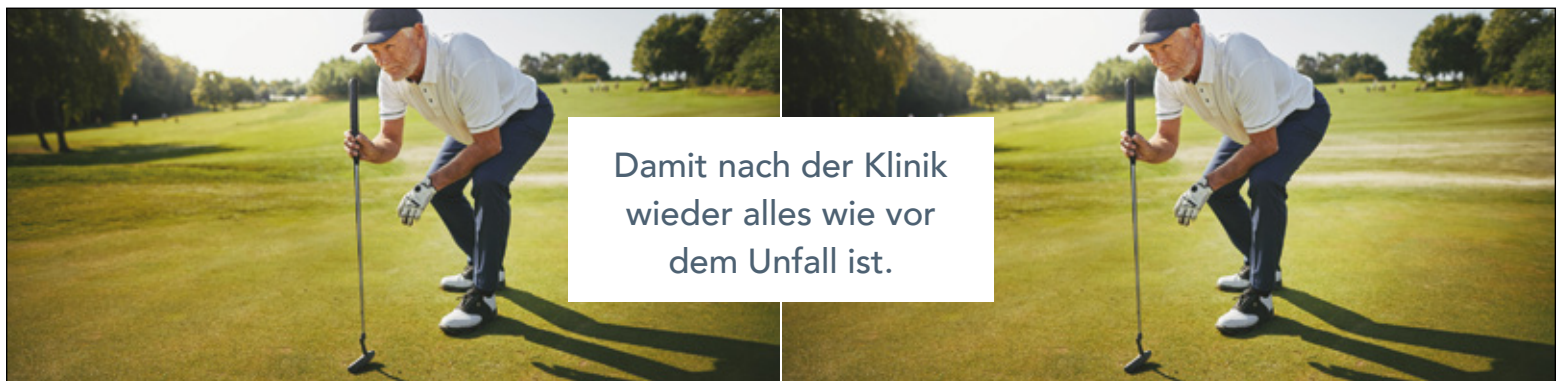 Damit nach der Klinik
wieder alles wie vor
dem Unfall ist.